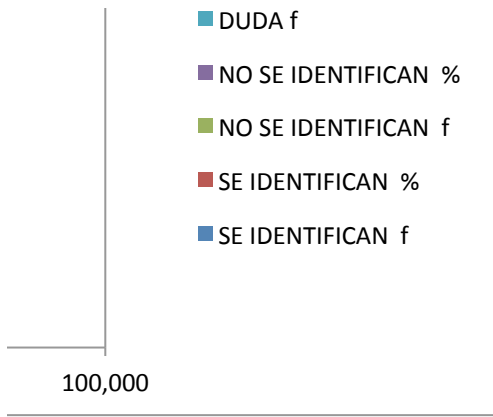 DUDA f
NO SE IDENTIFICAN %
NO SE IDENTIFICAN f
SE IDENTIFICAN %
SE IDENTIFICAN f
100,000